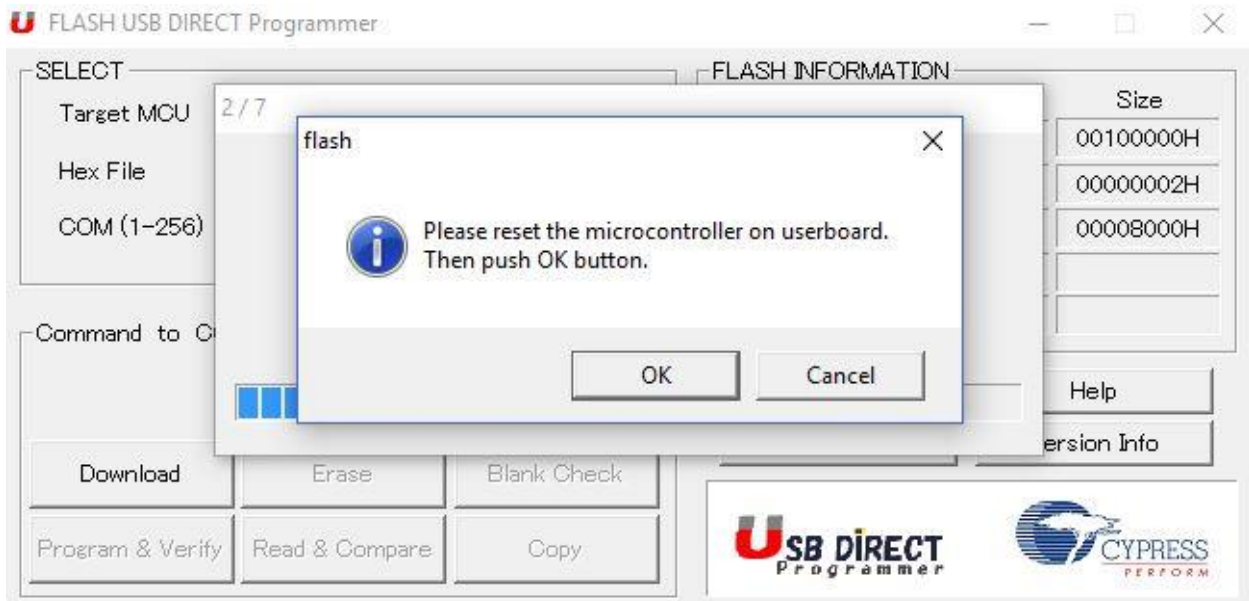 FLASH USB DIRECT Programmer
SELECT
Target MCU
Hex File
COM (1-256)
FLASH INFORMATION
Size
00100000H
00000002H
00008000H
2 / 7
flash
Please reset the microcontroller on userboard.
Then push OK button.
OK
Cancel
Command to
Help
Info
Download
Erase
Blank Check
Program & Verify
Read & Compare
Copy
USB DIRECT
Programmer
CYPRESS
PERFORM